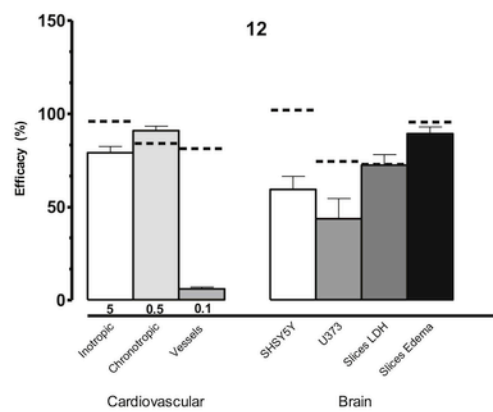 12
Efficacy (%)
150
100
50
0
5 0.5 0.1
Inotropic
Chronotropic
Vessels
SHSY5Y
U373
Slices LDH
Slices Edema
Cardiovascular
Brain